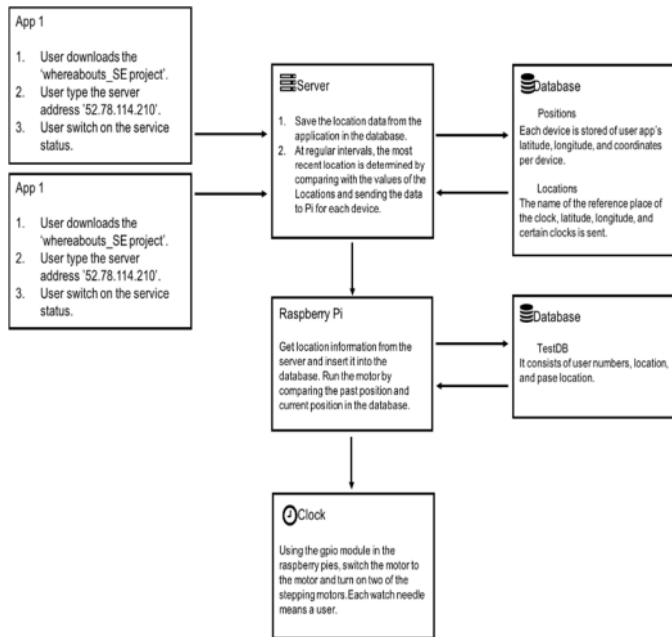 App 1
1. User downloads the
'whereabouts_SE project'.
2. User type the server
address '52.78.114.210'.
3. User switch on the service
status.
App 1
1. User downloads the
'whereabouts_SE project'.
2. User type the server
address '52.78.114.210'.
3. User switch on the service
status.
Server
1. Save the location data from the
application in the database.
2. At regular intervals, the most
recent location is determined by
comparing with the values of the
Locations and sending the data
to Pi for each device.
Database
Positions
Each device is stored of user app's
latitude, longitude, and coordinates
per device.
Locations
The name of the reference place of
the clock, latitude, longitude, and
certain clocks is sent.
Raspberry Pi
Get location information from the
server and insert it into the
database. Run the motor by
comparing the past position and
current position in the database.
Database
TestDB
It consists of user numbers, location,
and pase location.
Clock
Using the gpio module in the
raspberry pies, switch the motor to
the motor and turn on two of the
stepping motors.Each watch needle
means a user.